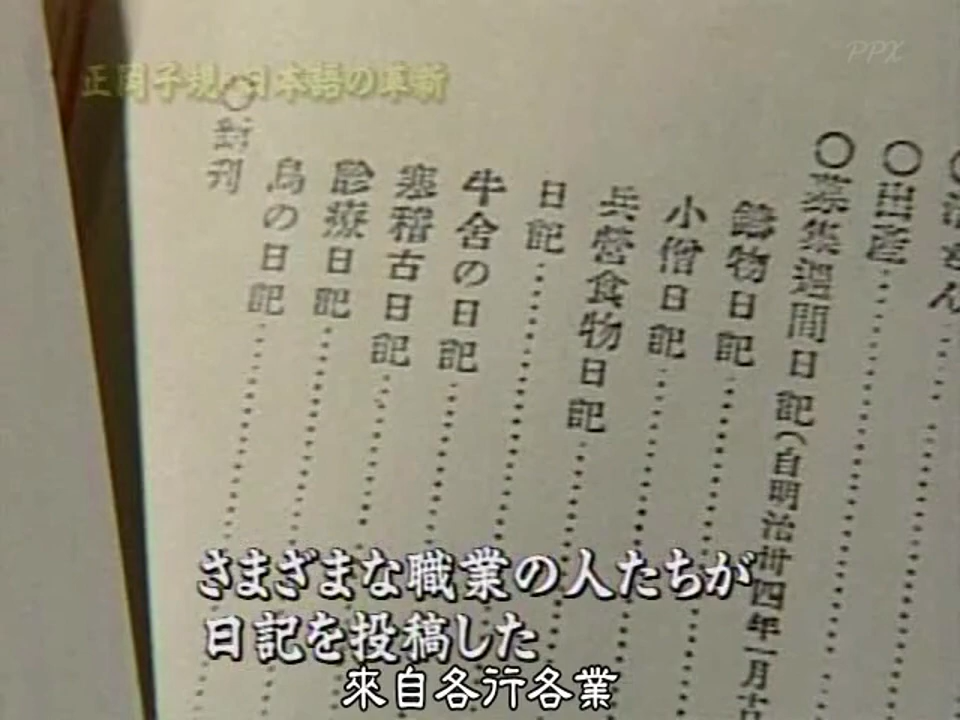 正岡子規・日本語の革新
PPX
○出産
○募集週間日記(自明治卅四年一月
鑄物日記
小僧日記
兵營食物日記
日記
牛舍の日記
寒稽古日記
診療日記
の日記
○新刊
さまざまな職業の人たちが
日記を投稿した
來自各行各業